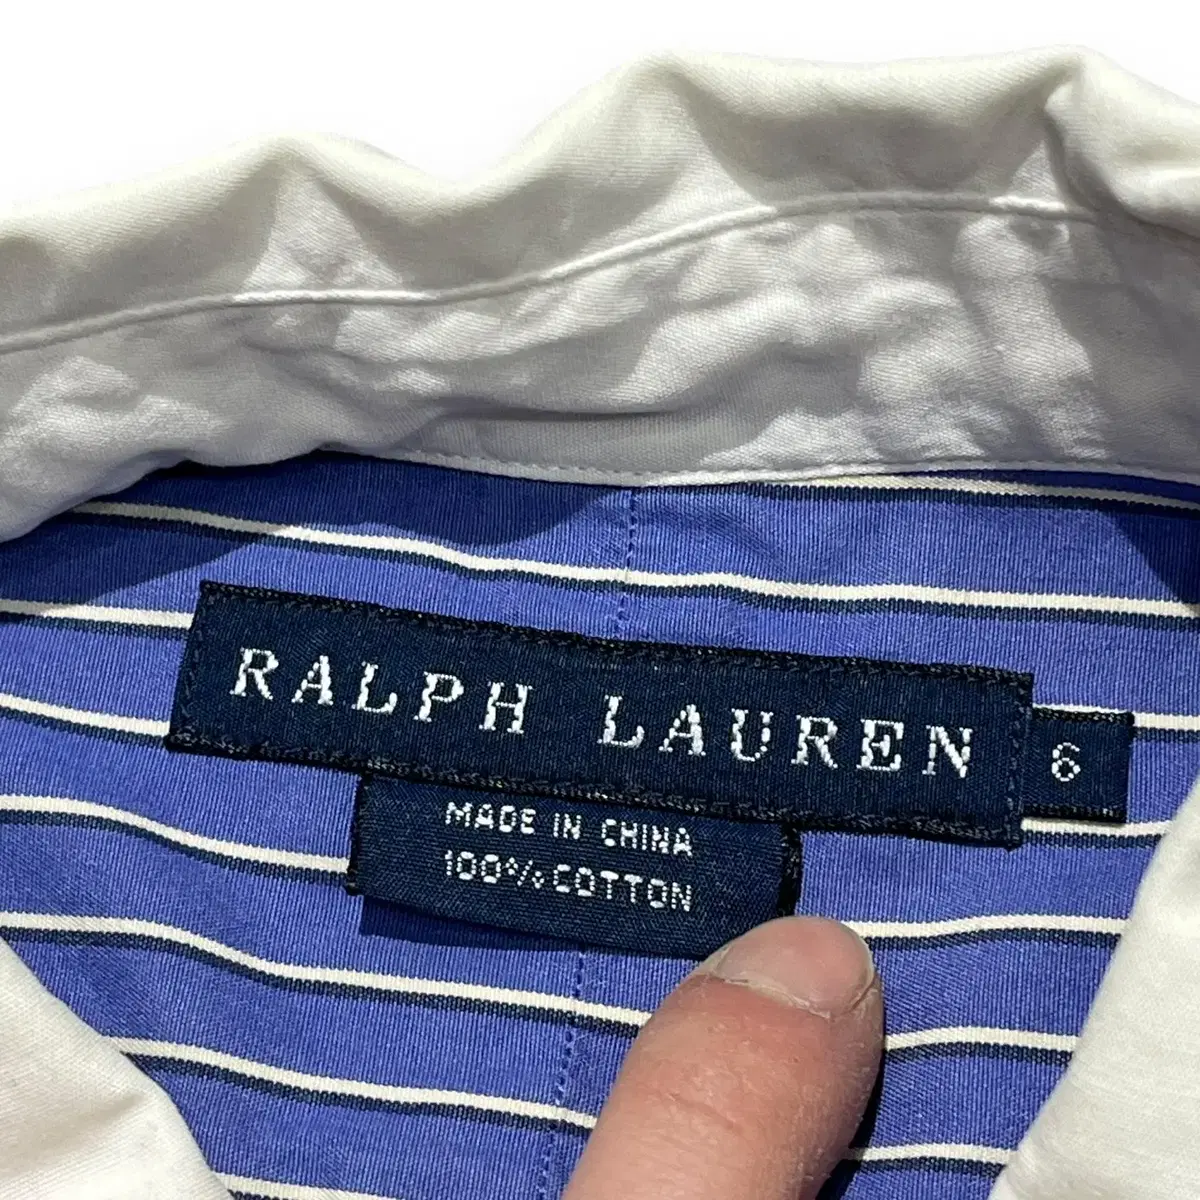 RALPH LAUREN
6
MADE IN CHINA
100% COTTON